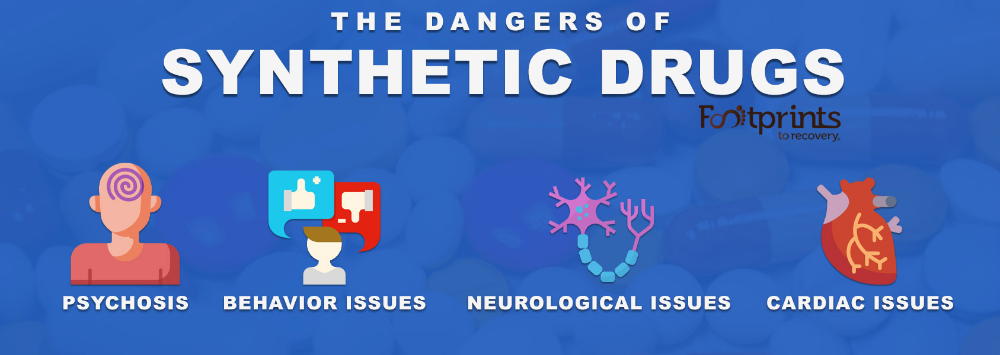 THE DANGERS OF
SYNTHETIC DRUGS
Footprints
to recovery®
PSYCHOSIS
BEHAVIOR ISSUES
NEUROLOGICAL ISSUES
CARDIAC ISSUES